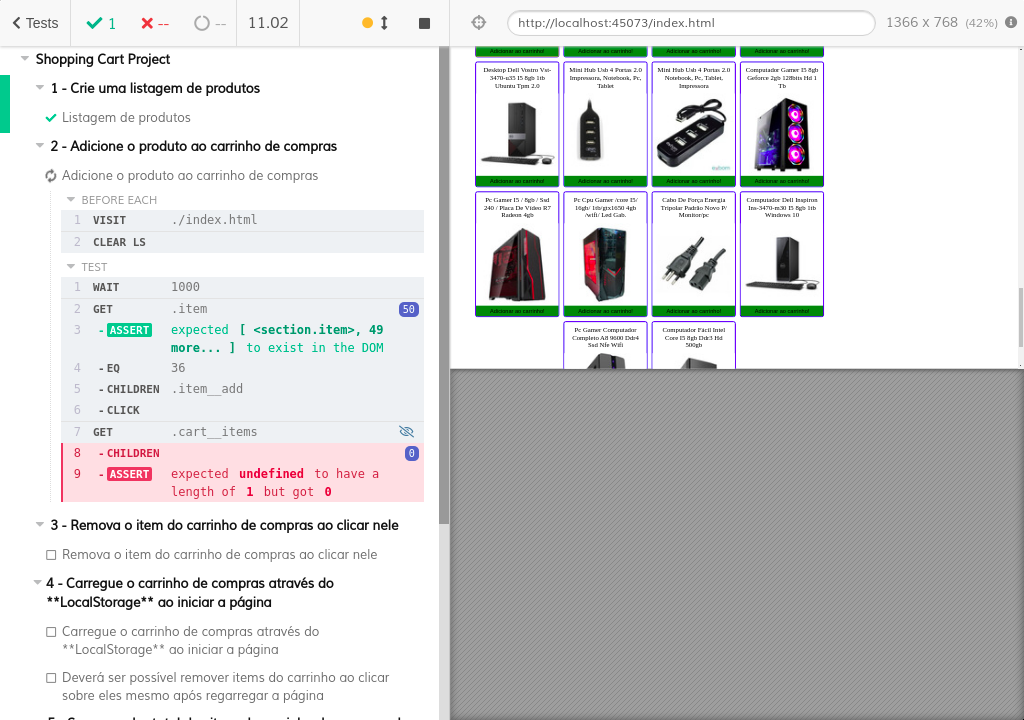 Tests
1
--
--
11.02
http://localhost:45073/index.html
1366 x 768 (42%)
Shopping Cart Project
1 - Crie uma listagem de produtos
Listagem de produtos
2 - Adicione o produto ao carrinho de compras
Adicione o produto ao carrinho de compras
BEFORE EACH
1 VISIT ./index.html
2 CLEAR LS
TEST
1 WAIT 1000
2 GET .item 50
3 -ASSERT expected [ <section.item>, 49
more... ] to exist in the DOM
4 -EQ 36
5 -CHILDREN .item__add
6 -CLICK
7 GET .cart__items
8 -CHILDREN 0
9 -ASSERT expected undefined to have a
length of 1 but got 0
3 - Remova o item do carrinho de compras ao clicar nele
Remova o item do carrinho de compras ao clicar nele
4 - Carregue o carrinho de compras através do
**LocalStorage** ao iniciar a página
Carregue o carrinho de compras através do
**LocalStorage** ao iniciar a página
Deverá ser possível remover items do carrinho ao clicar
sobre eles mesmo após regarregar a página
Adicionar ao carrinho! Adicionar ao carrinho! Adicionar ao carrinho! Adicionar ao carrinho!
Desktop Dell Vostro Vst-
3470-u35 I5 8gb 1tb
Ubuntu Tpm 2.0
Mini Hub Usb 4 Portas 2.0
Impressora, Notebook, Pc,
Tablet
Mini Hub Usb 4 Portas 2.0
Notebook, Pc, Tablet,
Impressora
Computador Gamer I5 8gb
Geforce 2gb 128bits Hd 1
Tb
Adicionar ao carrinho! Adicionar ao carrinho! Adicionar ao carrinho! Adicionar ao carrinho!
Pc Gamer I5 / 8gb / Ssd
240 / Placa De Vídeo R7
Radeon 4gb
Pc Cpu Gamer /core I5/
16gb/ 1tb/gtx1650 4gb
/wifi/ Led Gab.
Cabo De Força Energia
Tripolar Padrão Novo P/
Monitor/pc
Computador Dell Inspiron
Ins-3470-m30 I5 8gb 1tb
Windows 10
Adicionar ao carrinho! Adicionar ao carrinho! Adicionar ao carrinho! Adicionar ao carrinho!
Pc Gamer Computador
Completo A8 9600 Ddr4
Ssd Nfe Wifi
Computador Fácil Intel
Core I5 8gb Ddr3 Hd
500gb